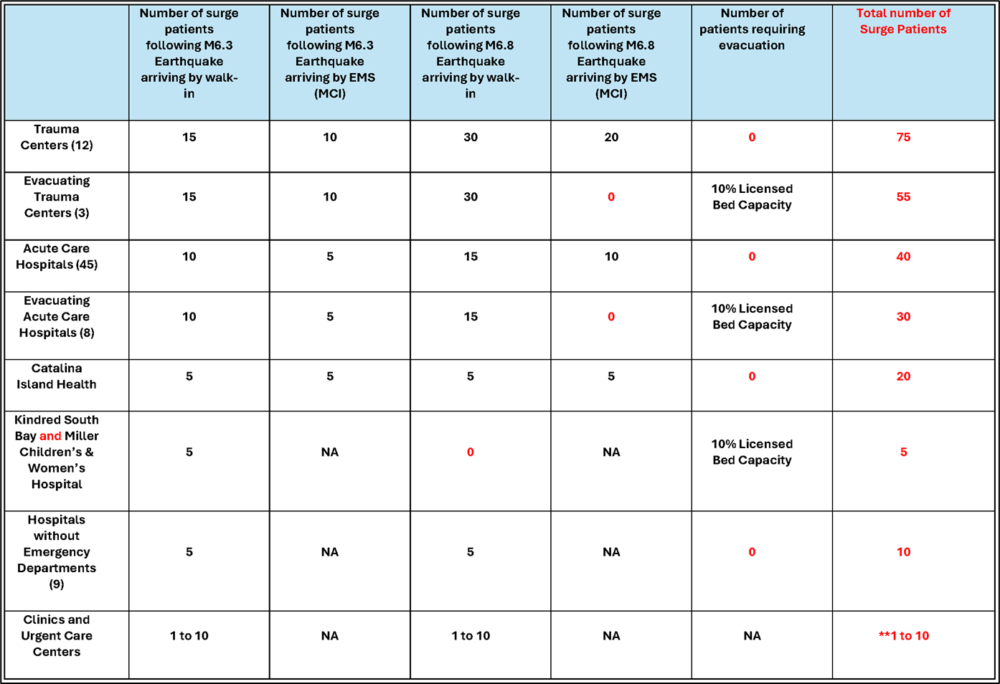 Number of surge
patients
following M6.3
Earthquake
arriving by walk-
in
Number of surge
patients
following M6.3
Earthquake
arriving by EMS
(MCI)
Number of surge
patients
following M6.8
Earthquake
arriving by walk-
in
Number of surge
patients
following M6.8
Earthquake
arriving by EMS
(MCI)
Number of
patients requiring
evacuation
Total number of
Surge Patients
Trauma
Centers (12)
15
10
30
20
0
75
Evacuating
Trauma
Centers (3)
15
10
30
0
10% Licensed
Bed Capacity
55
Acute Care
Hospitals (45)
10
5
15
10
0
40
Evacuating
Acute Care
Hospitals (8)
10
5
15
0
10% Licensed
Bed Capacity
30
Catalina
Island Health
5
5
5
5
0
20
Kindred South
Bay and Miller
Children’s &
Women’s
Hospital
5
NA
0
NA
10% Licensed
Bed Capacity
5
Hospitals
without
Emergency
Departments
(9)
5
NA
5
NA
0
10
Clinics and
Urgent Care
Centers
1 to 10
NA
1 to 10
NA
NA
**1 to 10